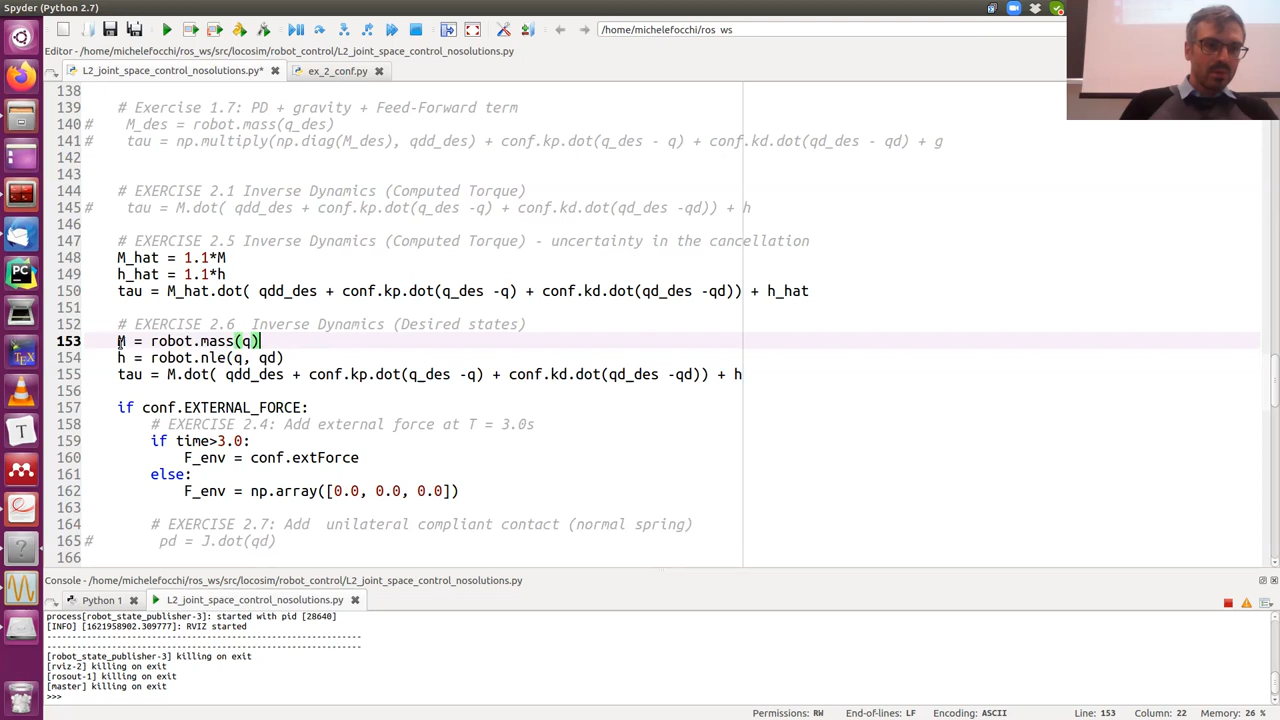 Spyder (Python 2.7)
/home/michelefocchi/ros_ws
Editor - /home/michelefocchi/ros_ws/src/locosim/robot_control/L2_joint_space_control_nosolutions.py
L2_joint_space_control_nosolutions.py*
ex_2_conf.py
138
139 # Exercise 1.7: PD + gravity + Feed-Forward term
140 # M_des = robot.mass(q_des)
141 # tau = np.multiply(np.diag(M_des), qdd_des) + conf.kp.dot(q_des - q) + conf.kd.dot(qd_des - qd) + g
142
143
144 # EXERCISE 2.1 Inverse Dynamics (Computed Torque)
145 # tau = M.dot( qdd_des + conf.kp.dot(q_des -q) + conf.kd.dot(qd_des -qd)) + h
146
147 # EXERCISE 2.5 Inverse Dynamics (Computed Torque) - uncertainty in the cancellation
148 M_hat = 1.1*M
149 h_hat = 1.1*h
150 tau = M_hat.dot( qdd_des + conf.kp.dot(q_des -q) + conf.kd.dot(qd_des -qd)) + h_hat
151
152 # EXERCISE 2.6  Inverse Dynamics (Desired states)
153 M = robot.mass(q)
154 h = robot.nle(q, qd)
155 tau = M.dot( qdd_des + conf.kp.dot(q_des -q) + conf.kd.dot(qd_des -qd)) + h
156
157 if conf.EXTERNAL_FORCE:
158 # EXERCISE 2.4: Add external force at T = 3.0s
159 if time>3.0:
160 F_env = conf.extForce
161 else:
162 F_env = np.array([0.0, 0.0, 0.0])
163
164 # EXERCISE 2.7: Add  unilateral compliant contact (normal spring)
165 # pd = J.dot(qd)
166
Console - /home/michelefocchi/ros_ws/src/locosim/robot_control/L2_joint_space_control_nosolutions.py
Python 1
L2_joint_space_control_nosolutions.py
process[robot_state_publisher-3]: started with pid [28640]
[INFO] [1621958902.309777]: RVIZ started
--------------------------------------------------------------
--------------------------------------------------------------
[robot_state_publisher-3] killing on exit
[rviz-2] killing on exit
[rosout-1] killing on exit
[master] killing on exit
>>>
Permissions: RW End-of-lines: LF Encoding: ASCII Line: 153 Column: 22 Memory: 26 %